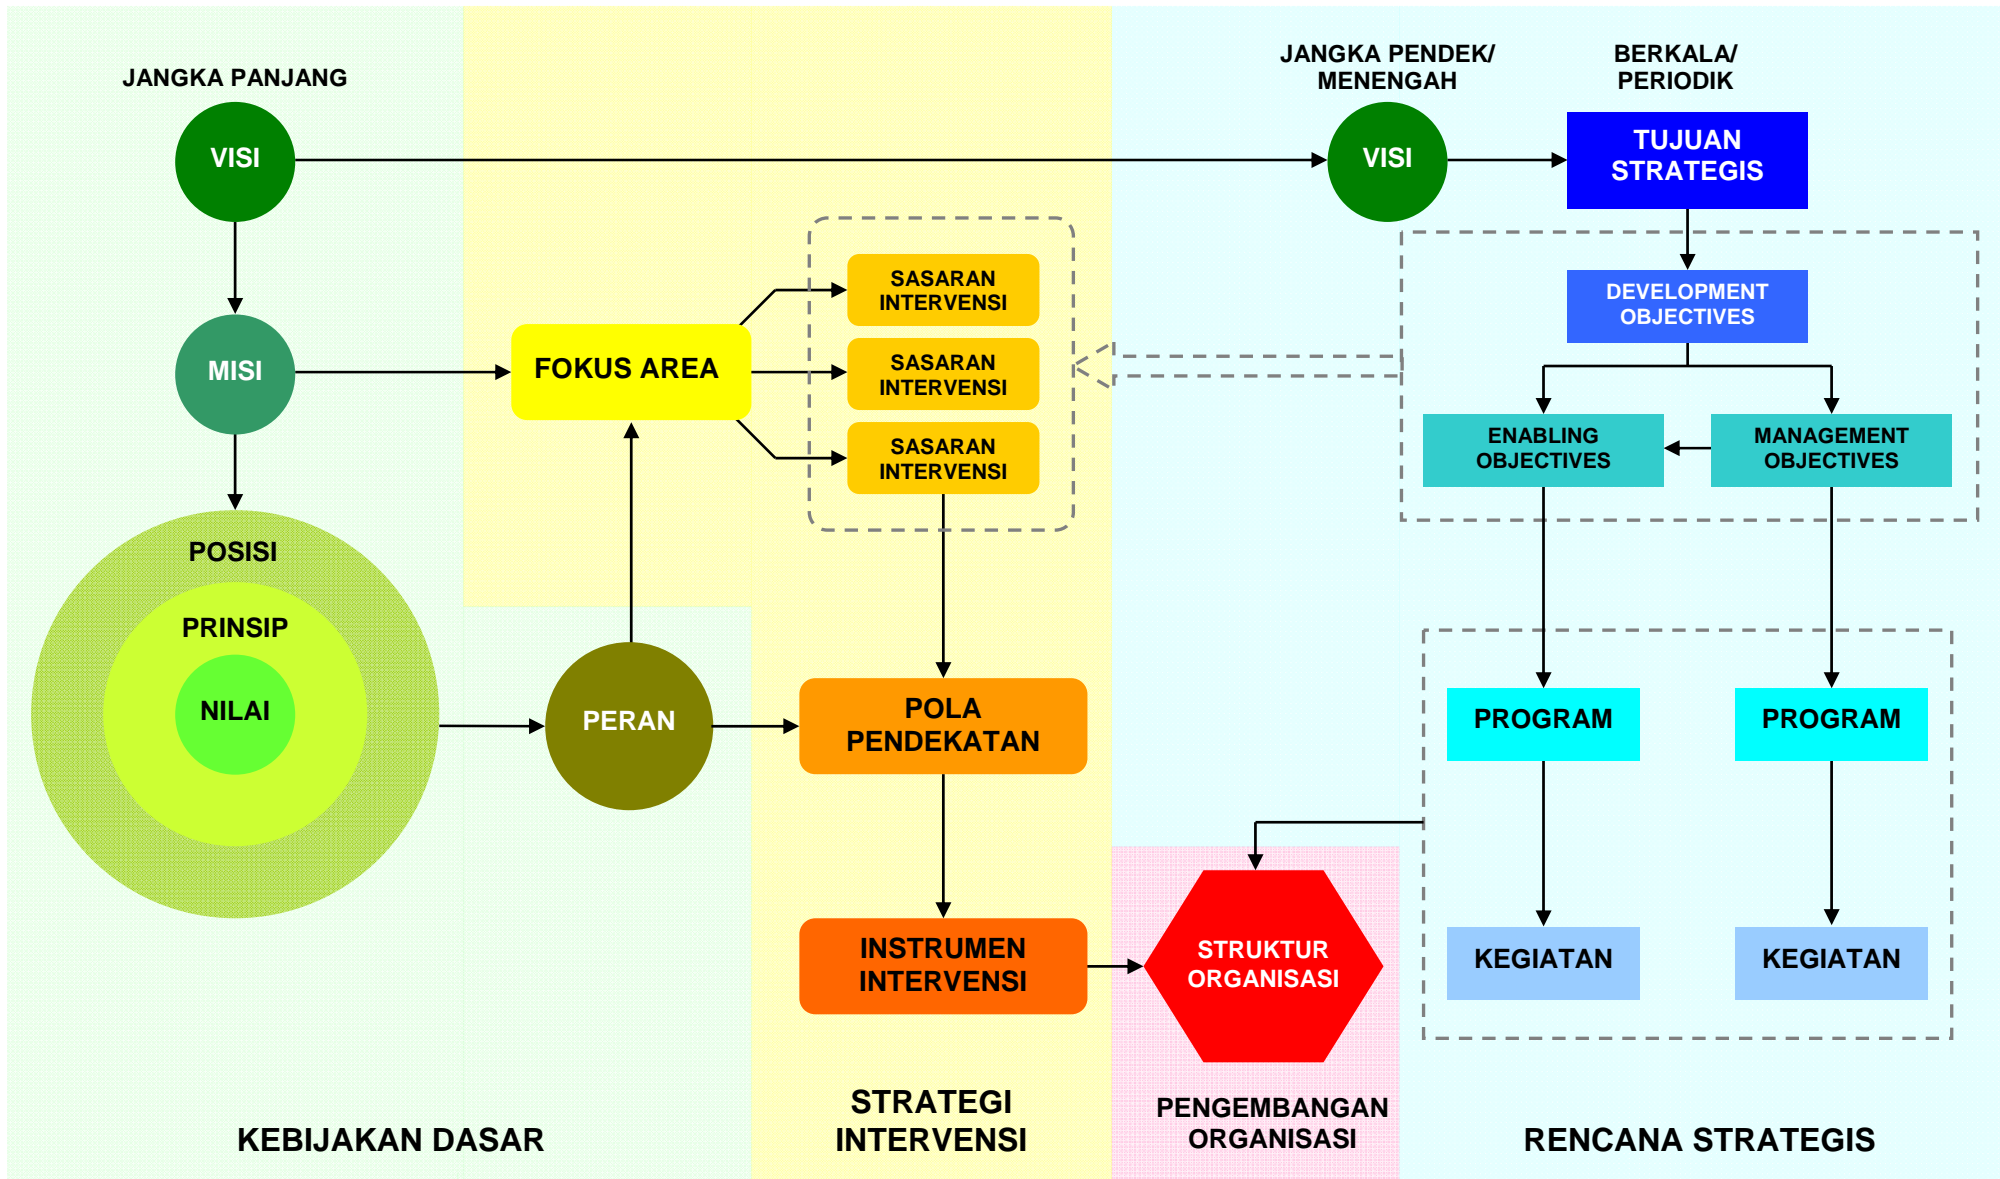 JANGKA PANJANG
VISI
MISI
POSISI
PRINSIP
NILAI
PERAN
KEBIJAKAN DASAR
FOKUS AREA
SASARAN
INTERVENSI
SASARAN
INTERVENSI
SASARAN
INTERVENSI
POLA
PENDEKATAN
INSTRUMEN
INTERVENSI
STRATEGI
INTERVENSI
STRUKTUR
ORGANISASI
PENGEMBANGAN
ORGANISASI
JANGKA PENDEK/
MENENGAH
VISI
BERKALA/
PERIODIK
TUJUAN
STRATEGIS
DEVELOPMENT
OBJECTIVES
ENABLING
OBJECTIVES
MANAGEMENT
OBJECTIVES
PROGRAM
PROGRAM
KEGIATAN
KEGIATAN
RENCANA STRATEGIS